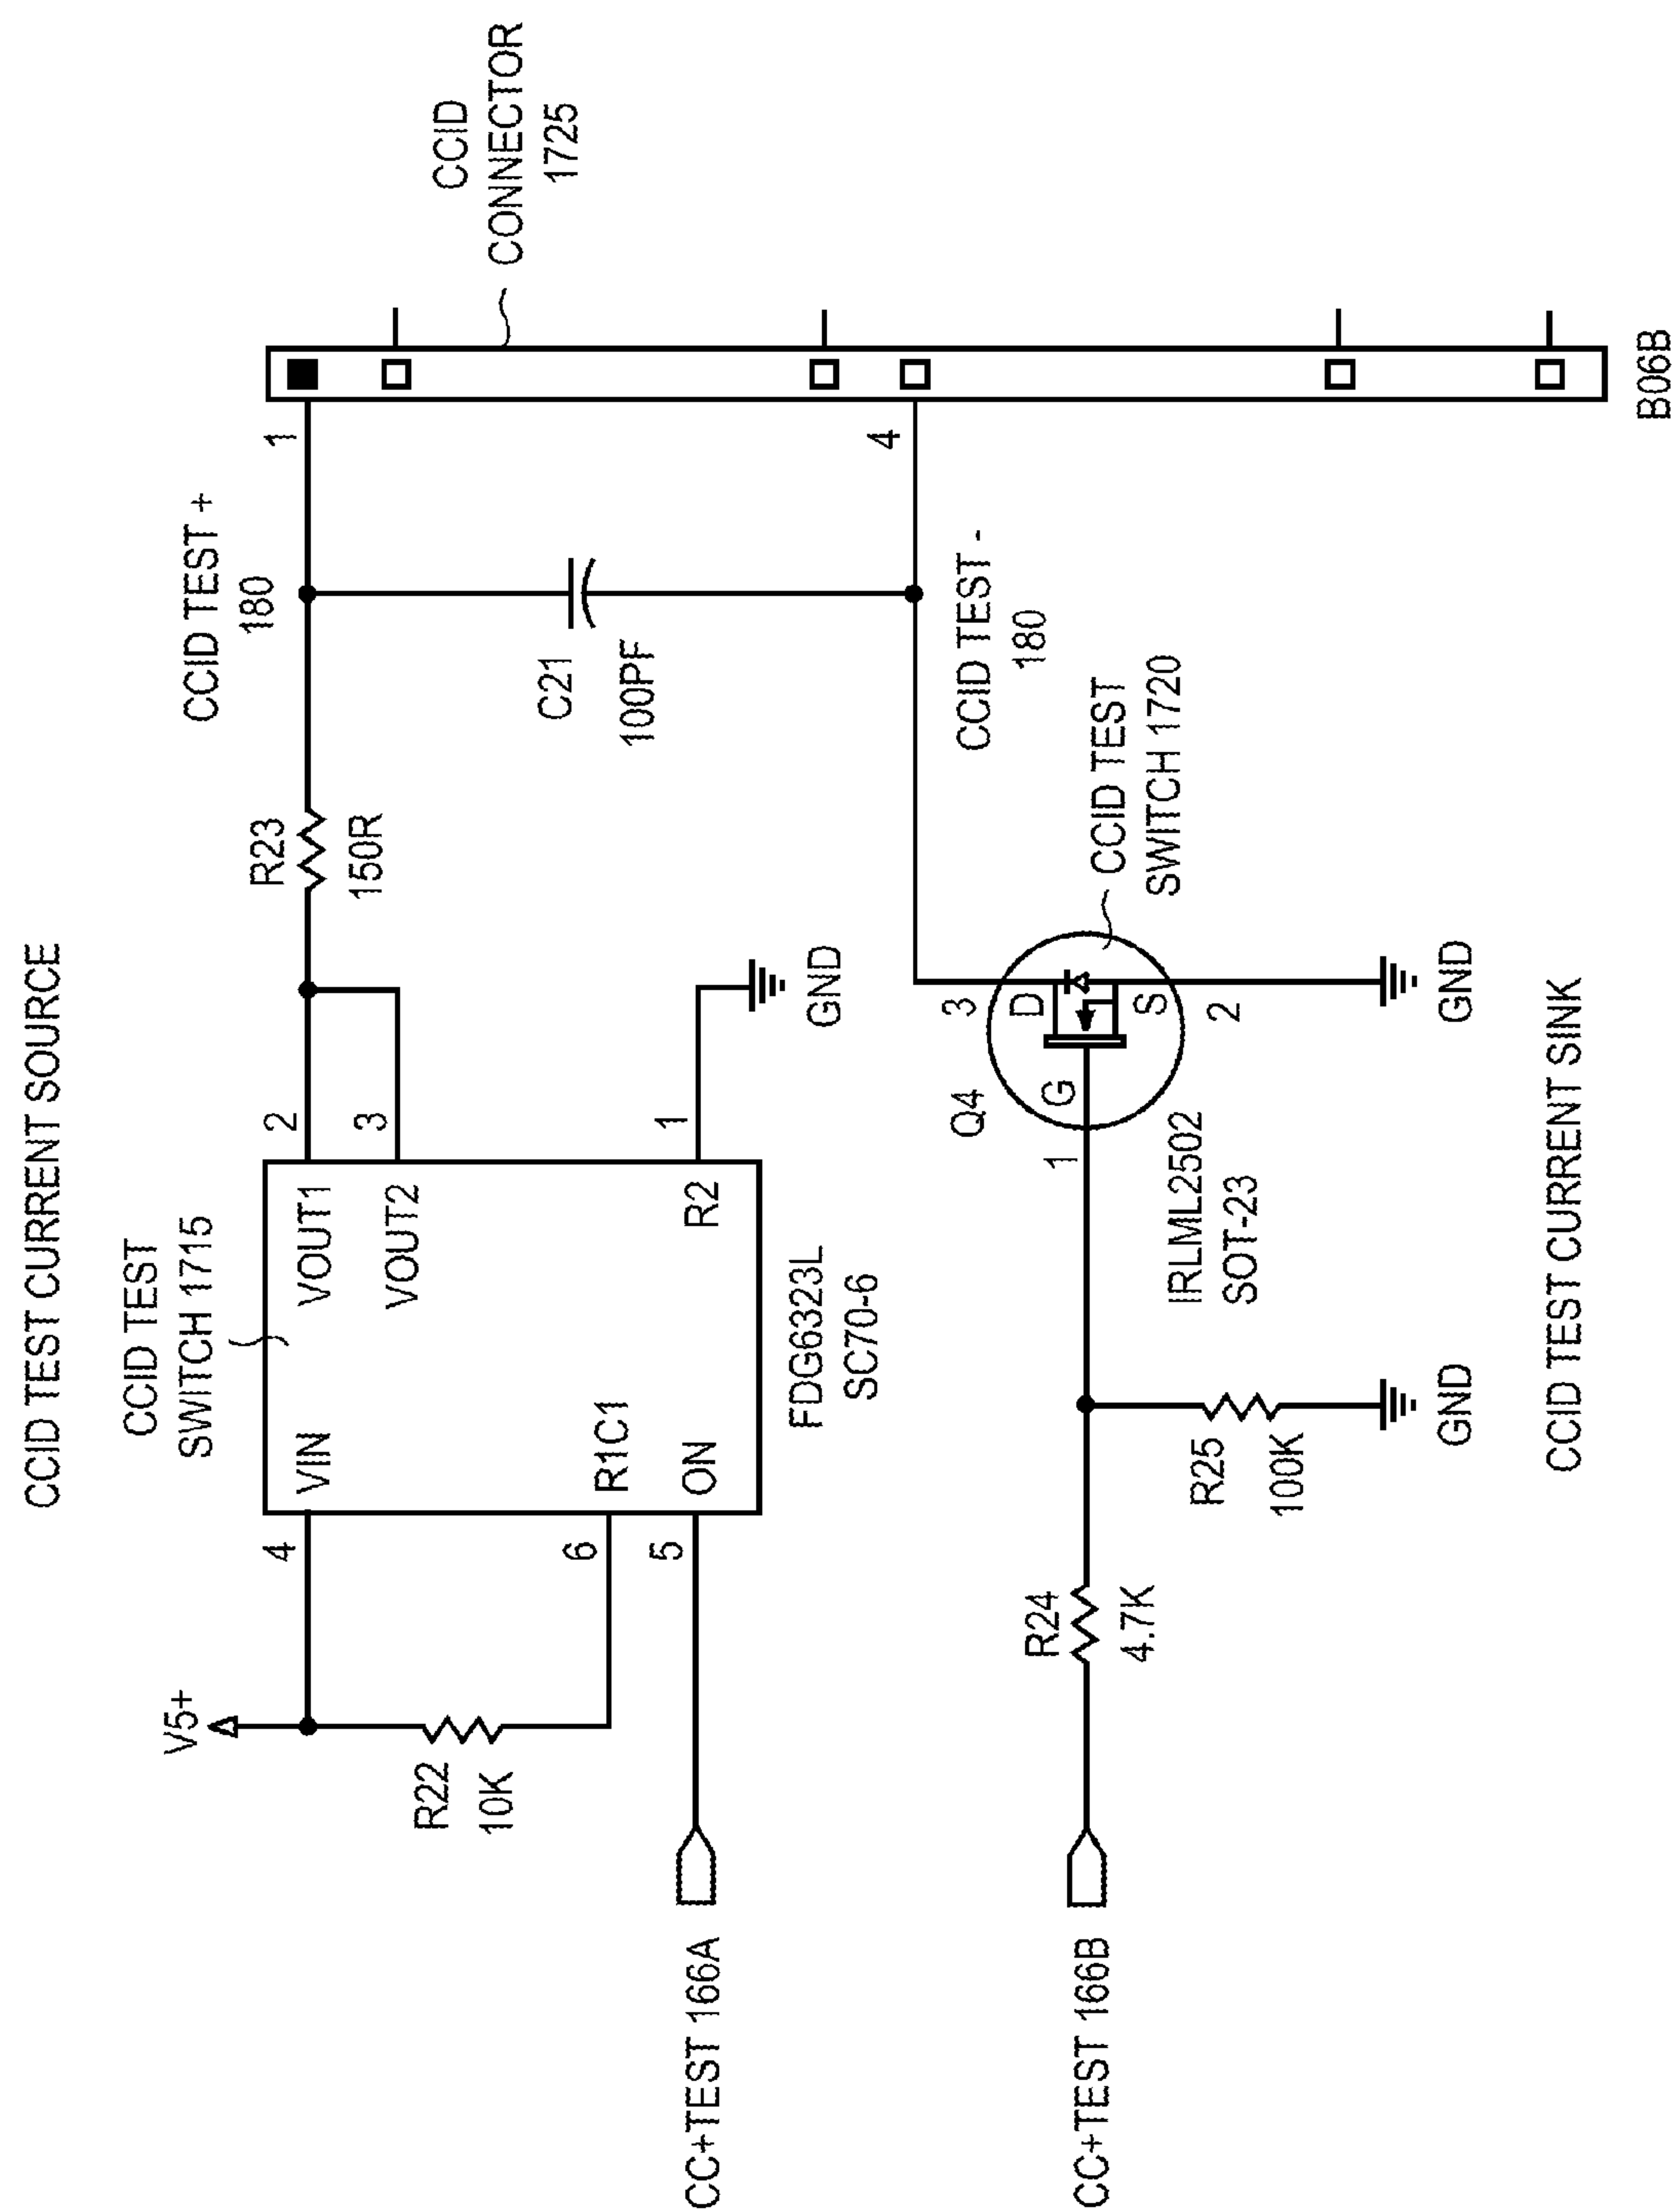 CCID TEST CURRENT SOURCE
CCID TEST
SWITCH 1715
V5+
4
VIN
VOUT1
2
VOUT2
3
R22
10K
6
R1C1
5
ON
R2
1
GND
FDG6323L
SC70-6
R23
150R
CCID TEST +
180
1
C21
100PF
4
CCID TEST -
180
CCID
CONNECTOR
1725
B06B
CC+TEST 166A
CC+TEST 166B
R24
4.7K
R25
100K
GND
1
Q4
G
3
D
S
2
IRLML2502
SOT-23
CCID TEST
SWITCH 1720
GND
CCID TEST CURRENT SINK